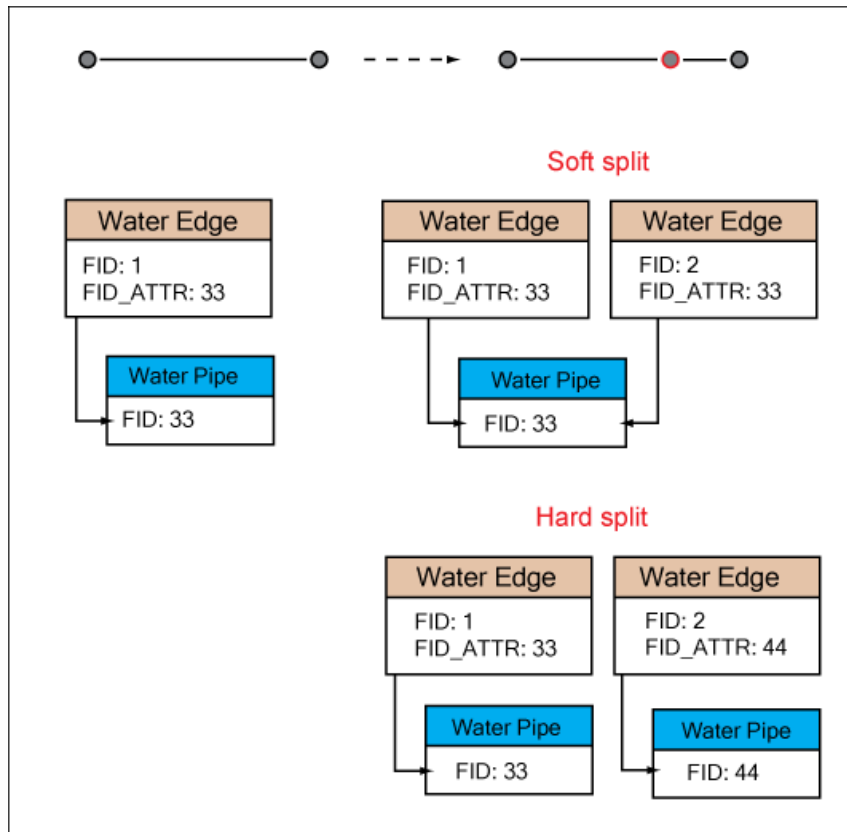 Soft split
Water Edge
FID: 1
FID_ATTR: 33
Water Pipe
FID: 33
Water Edge
FID: 1
FID_ATTR: 33
Water Edge
FID: 2
FID_ATTR: 33
Water Pipe
FID: 33
Hard split
Water Edge
FID: 1
FID_ATTR: 33
Water Edge
FID: 2
FID_ATTR: 44
Water Pipe
FID: 33
Water Pipe
FID: 44